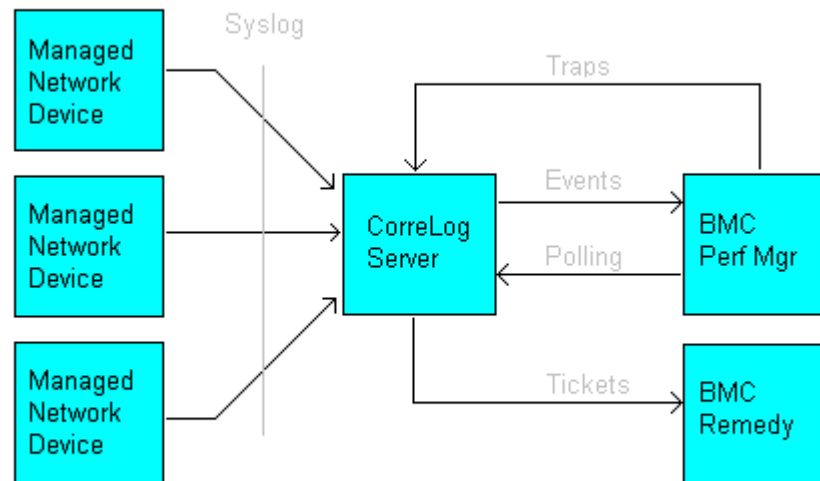 Syslog
Managed
Network
Device
Managed
Network
Device
Managed
Network
Device
CorreLog
Server
Traps
Events
Polling
Tickets
BMC
Perf Mgr
BMC
Remedy